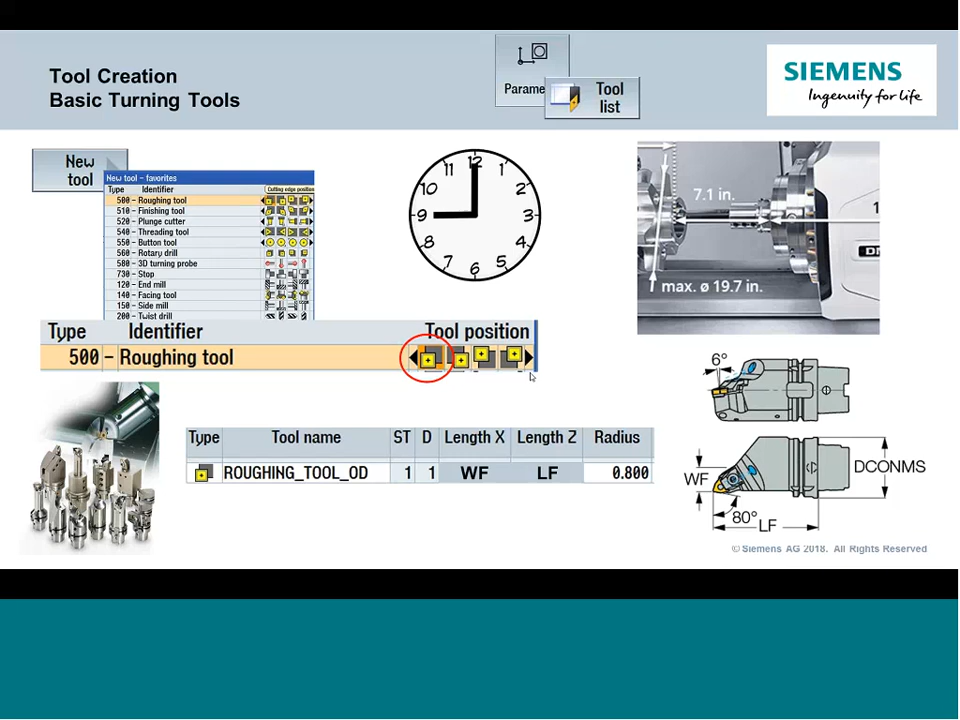 Tool Creation
Basic Turning Tools
Parame
Tool
list
SIEMENS
Ingenuity for life
New
tool
New tool – favorites
Type Identifier Cutting edge position
500 – Roughing tool
510 – Finishing tool
520 – Plunge cutter
540 – Threading tool
550 – Button tool
560 – Rotary drill
580 – 3D turning probe
730 – Stop
120 – End mill
140 – Facing tool
150 – Side mill
200 – Twist drill
12
1
2
3
4
5
6
7
8
9
10
11
7.1 in.
1
max. ø 19.7 in.
Type Identifier Tool position
500 – Roughing tool
Type Tool name ST D Length X Length Z Radius
ROUGHING_TOOL_OD 1 1 WF LF 0.800
6°
WF
DCONMS
80°
LF
© Siemens AG 2018. All Rights Reserved